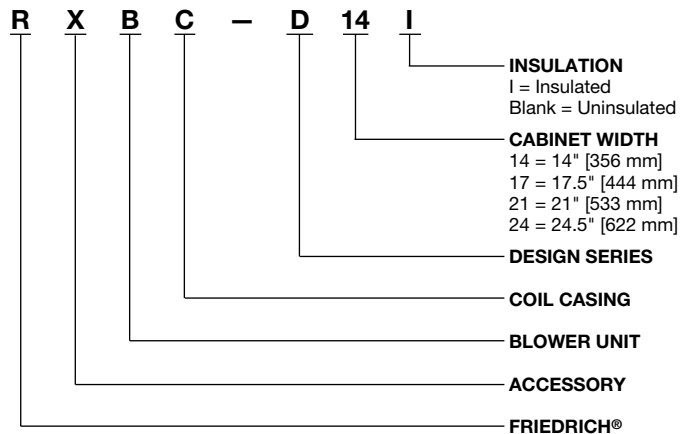 R X B C — D 14 I
INSULATION
I = Insulated
Blank = Uninsulated
CABINET WIDTH
14 = 14" [356 mm]
17 = 17.5" [444 mm]
21 = 21" [533 mm]
24 = 24.5" [622 mm]
DESIGN SERIES
COIL CASING
BLOWER UNIT
ACCESSORY
FRIEDRICH®